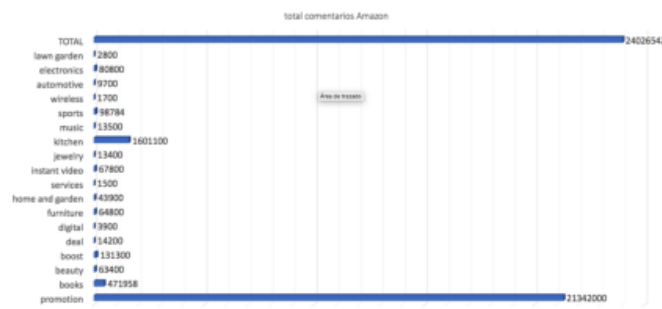 total comentarios Amazon
TOTAL 24026542
lawn garden 2800
electronics 80800
automotive 9700
wireless 1700
Área de trazado
sports 98784
music 13500
kitchen 1601100
jewelry 13400
instant video 67800
services 1500
home and garden 43900
furniture 64800
digital 3900
deal 14200
boost 131300
beauty 63400
books 471958
promotion 21342000